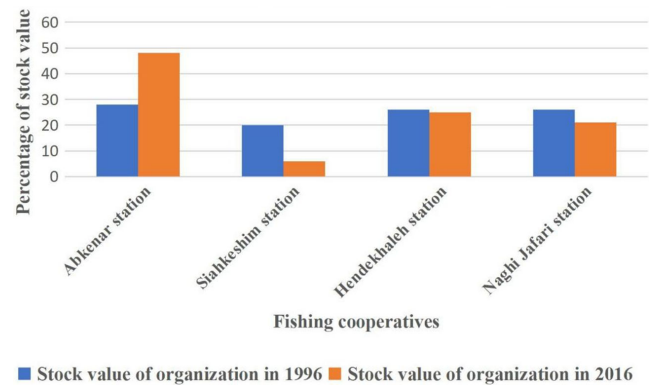 Percentage of stock value
60
50
40
30
20
10
0
Abkenar station
Siahkeshim station
Hendekhaleh station
Naghi Jafari station
Fishing cooperatives
Stock value of organization in 1996 Stock value of organization in 2016